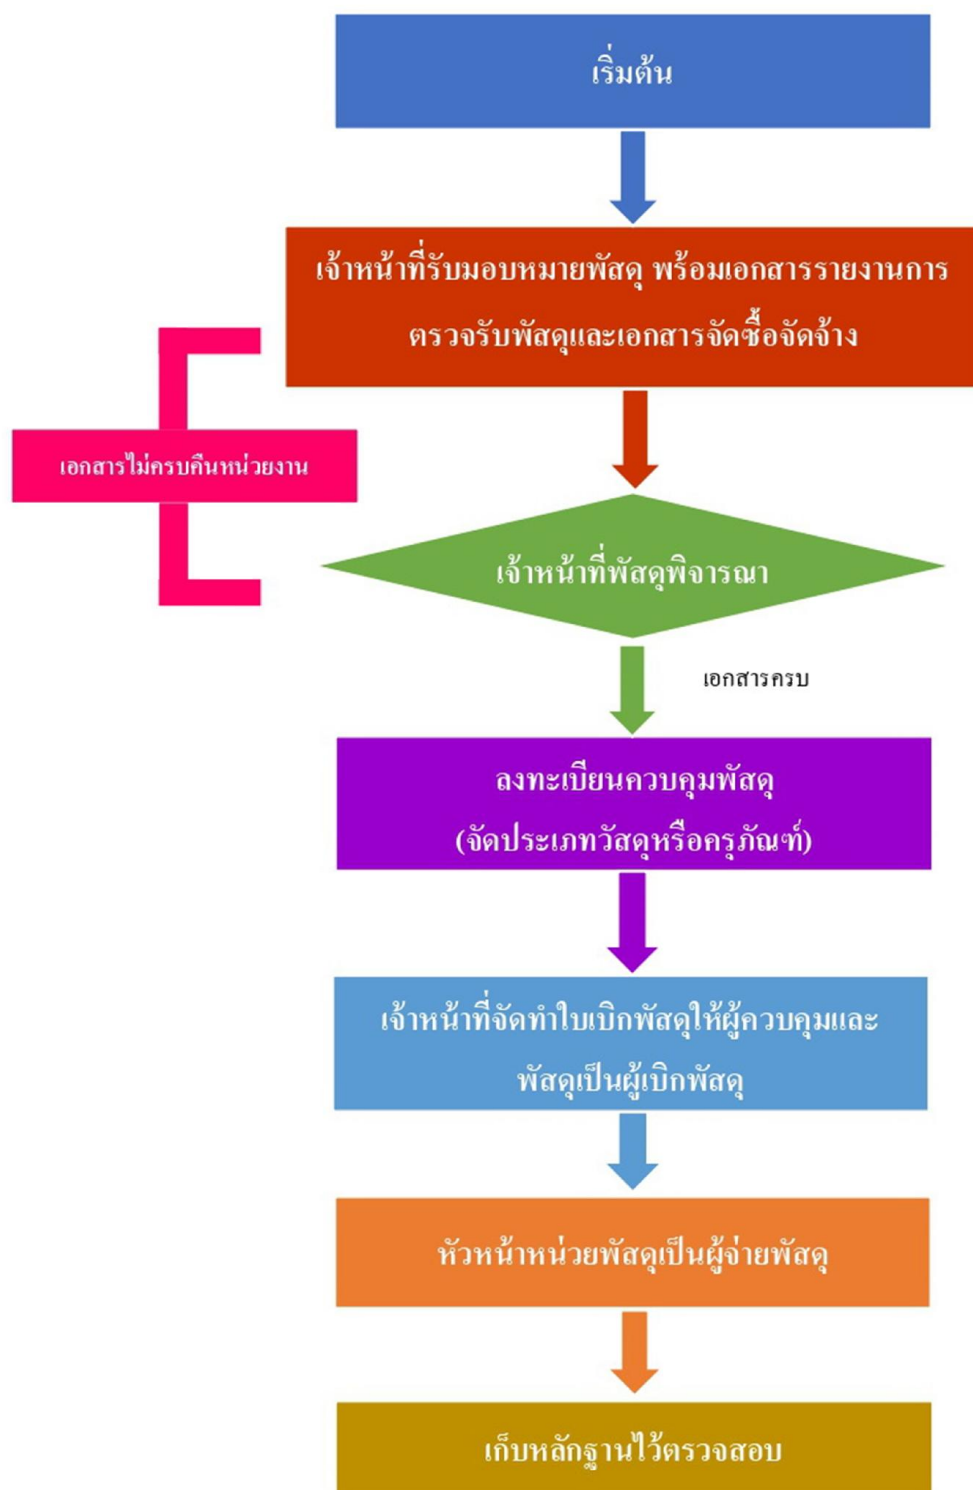 เริ่มต้น
เจ้าหน้าที่รับมอบหมายพัสดุ พร้อมเอกสารรายงานการ
ตรวจรับพัสดุและเอกสารจัดซื้อจัดจ้าง
เอกสารไม่ครบคืนหน่วยงาน
เจ้าหน้าที่พัสดุพิจารณา
เอกสารครบ
ลงทะเบียนควบคุมพัสดุ
(จัดประเภทวัสดุหรือครุภัณฑ์)
เจ้าหน้าที่จัดทำใบเบิกพัสดุให้ผู้ควบคุมและ
พัสดุเป็นผู้เบิกพัสดุ
หัวหน้าหน่วยพัสดุเป็นผู้จ่ายพัสดุ
เก็บหลักฐานไว้ตรวจสอบ